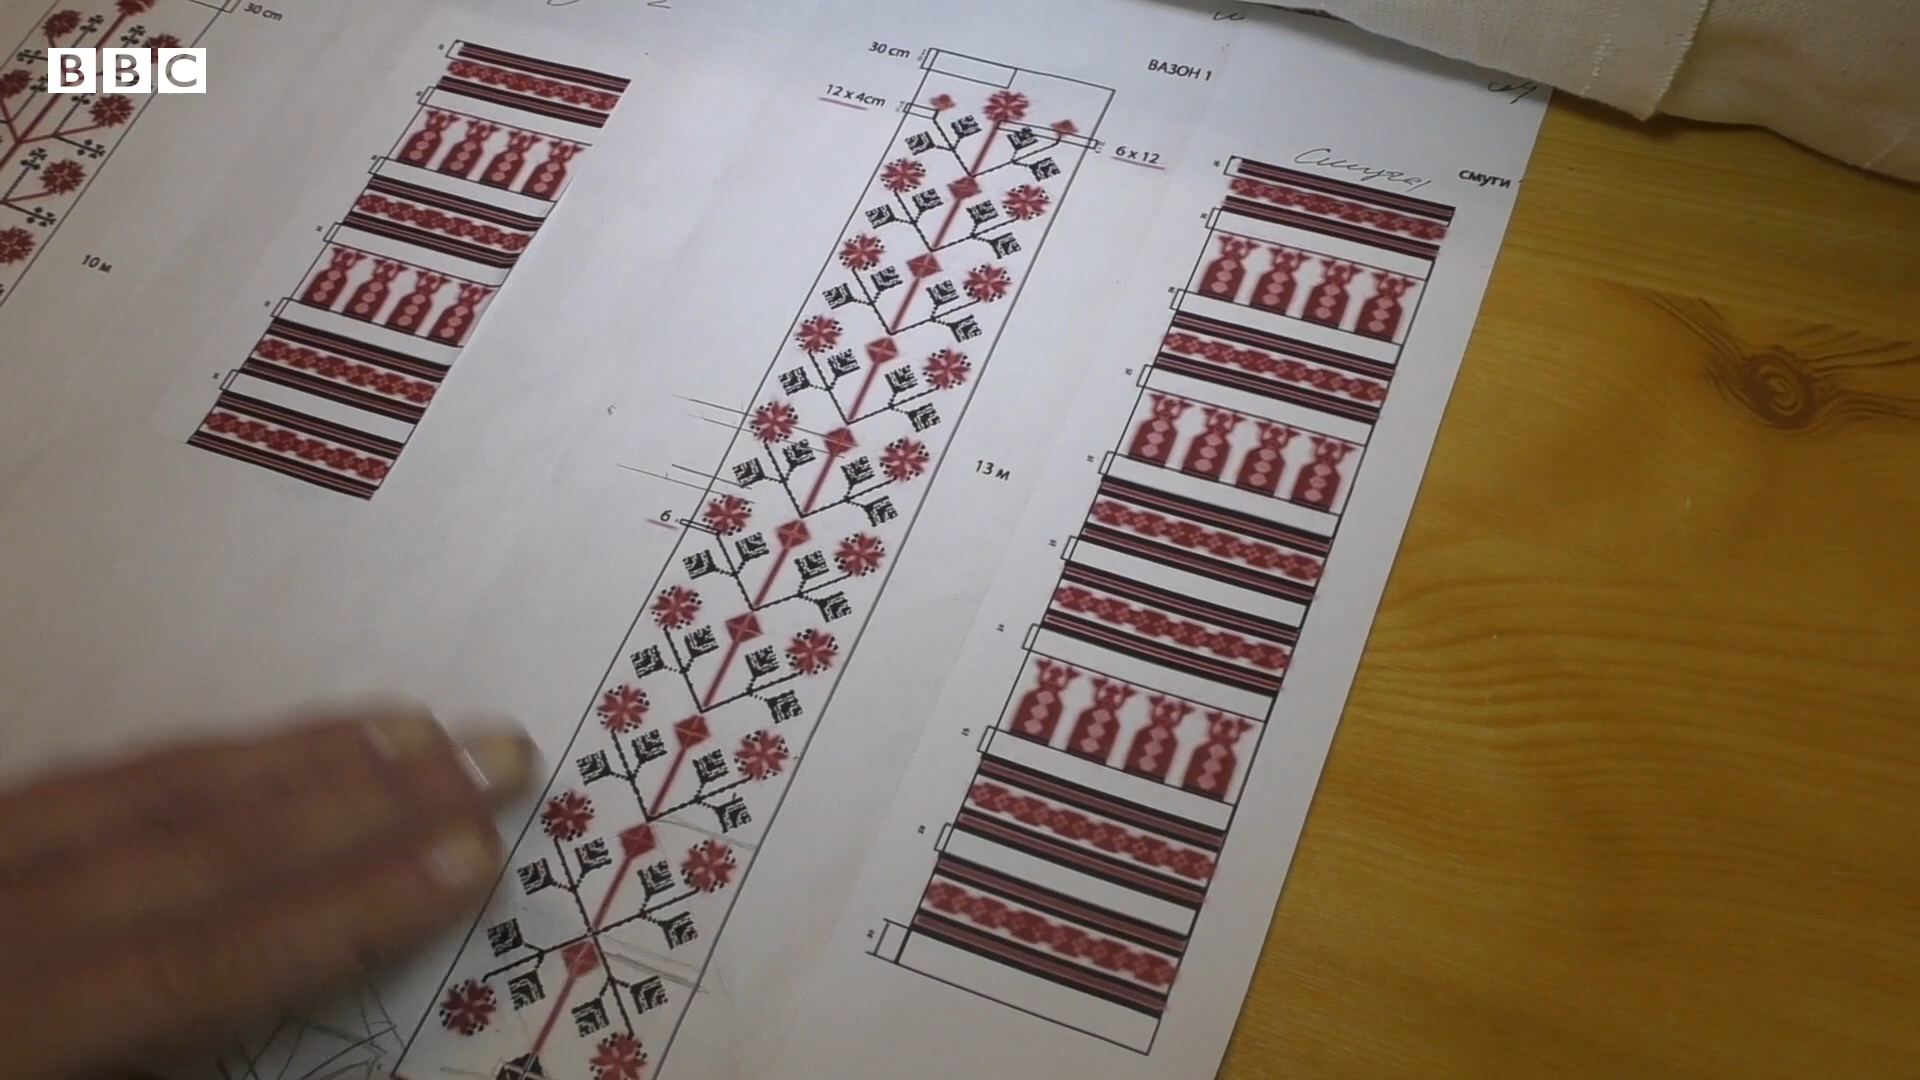 BBC
30 cm
10 м
30 cm
12 x 4cm
ВАЗОН 1
6 x 12
Смуги
смуги
6
13 м